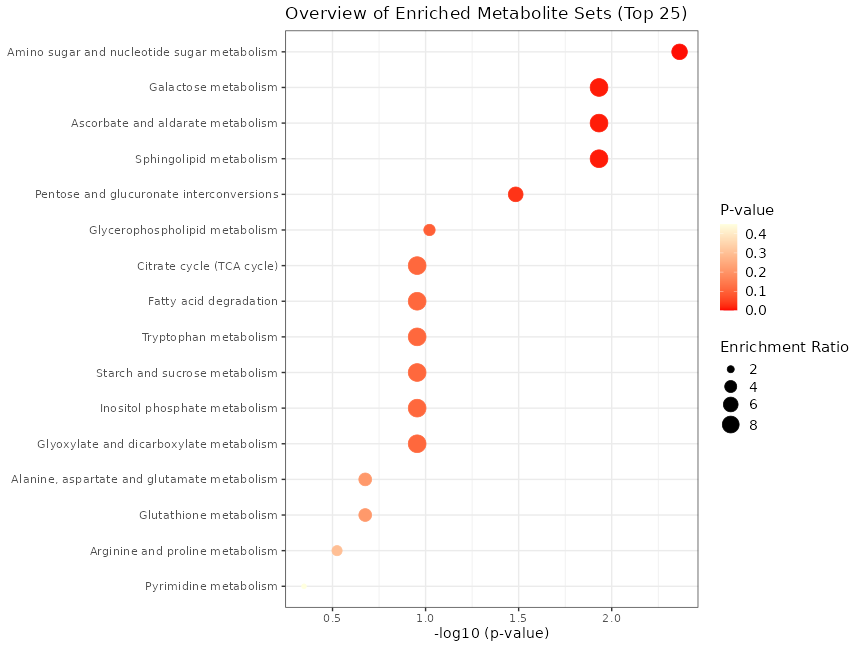 Overview of Enriched Metabolite Sets (Top 25)
Amino sugar and nucleotide sugar metabolism
Galactose metabolism
Ascorbate and aldarate metabolism
Sphingolipid metabolism
Pentose and glucuronate interconversions
Glycerophospholipid metabolism
Citrate cycle (TCA cycle)
Fatty acid degradation
Tryptophan metabolism
Starch and sucrose metabolism
Inositol phosphate metabolism
Glyoxylate and dicarboxylate metabolism
Alanine, aspartate and glutamate metabolism
Glutathione metabolism
Arginine and proline metabolism
Pyrimidine metabolism
0.5 1.0 1.5 2.0
-log10 (p-value)
P-value
0.4
0.3
0.2
0.1
0.0
Enrichment Ratio
2
4
6
8